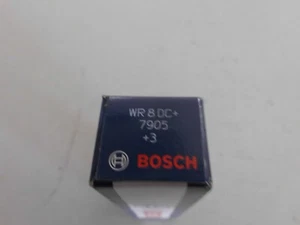 WR 8 DC+
7905
+3
BOSCH